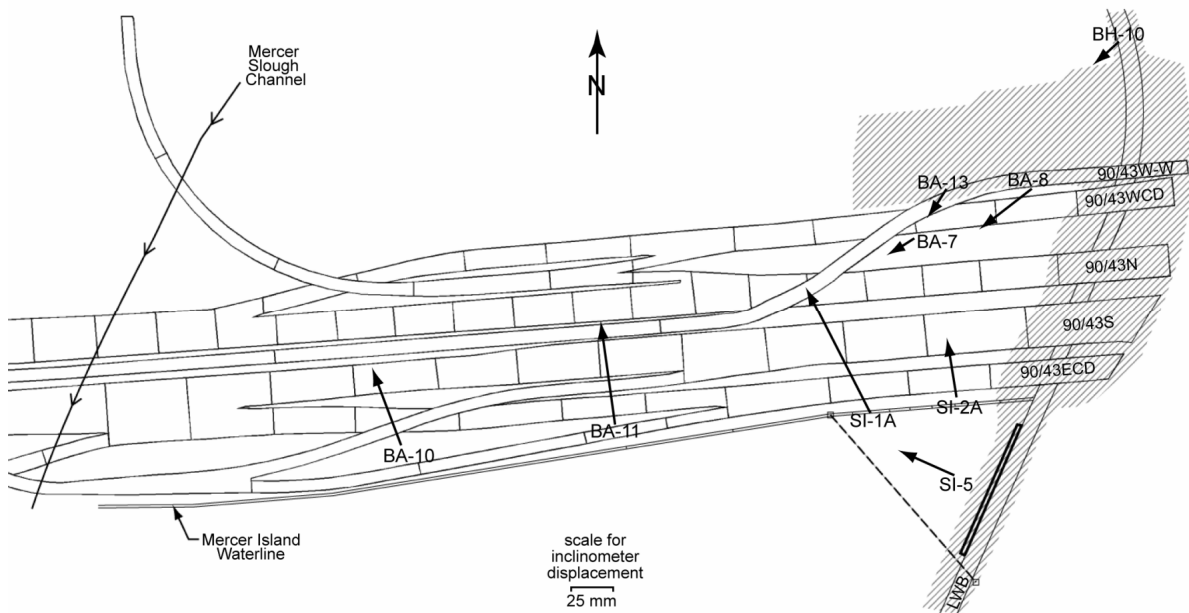 BH-10
Mercer
Slough
Channel
N
90/43W-W
BA-13
BA-8
90/43WCD
BA-7
90/43N
90/43S
90/43ECD
SI-2A
SI-1A
BA-11
BA-10
SI-5
Mercer Island
Waterline
scale for
inclinometer
displacement
25 mm
LWB